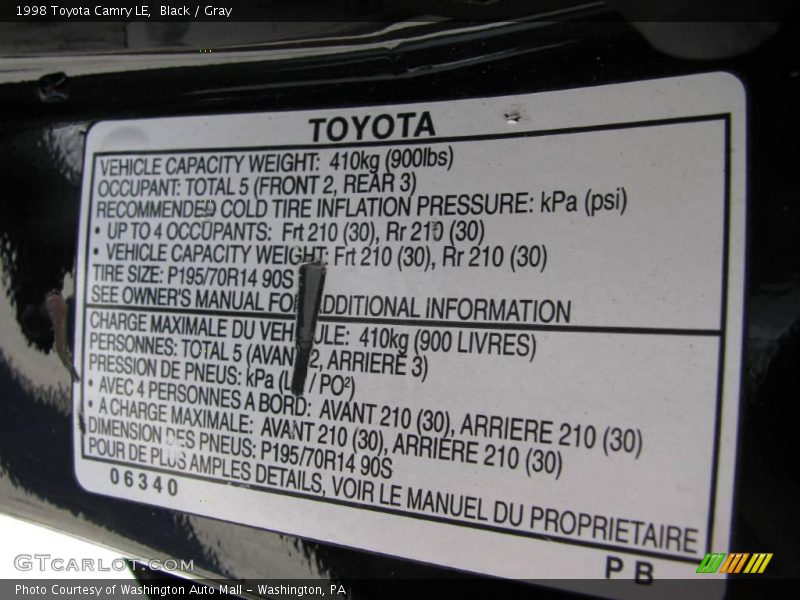 1998 Toyota Camry LE, Black / Gray
TOYOTA
VEHICLE CAPACITY WEIGHT: 410kg (900lbs)
OCCUPANT: TOTAL 5 (FRONT 2, REAR 3)
RECOMMENDED COLD TIRE INFLATION PRESSURE: kPa (psi)
• UP TO 4 OCCUPANTS: Frt 210 (30), Rr 210 (30)
• VEHICLE CAPACITY WEIGHT: Frt 210 (30), Rr 210 (30)
TIRE SIZE: P195/70R14 90S
SEE OWNER'S MANUAL FOR ADDITIONAL INFORMATION
CHARGE MAXIMALE DU VEHICULE: 410kg (900 LIVRES)
PERSONNES: TOTAL 5 (AVANT 2, ARRIERE 3)
PRESSION DE PNEUS: kPa ( / PO²)
• AVEC 4 PERSONNES A BORD: AVANT 210 (30), ARRIERE 210 (30)
• A CHARGE MAXIMALE: AVANT 210 (30), ARRIERE 210 (30)
DIMENSION DES PNEUS: P195/70R14 90S
POUR DE PLUS AMPLES DETAILS, VOIR LE MANUEL DU PROPRIETAIRE
06340
PB
GTCarLot.com
Photo Courtesy of Washington Auto Mall - Washington, PA